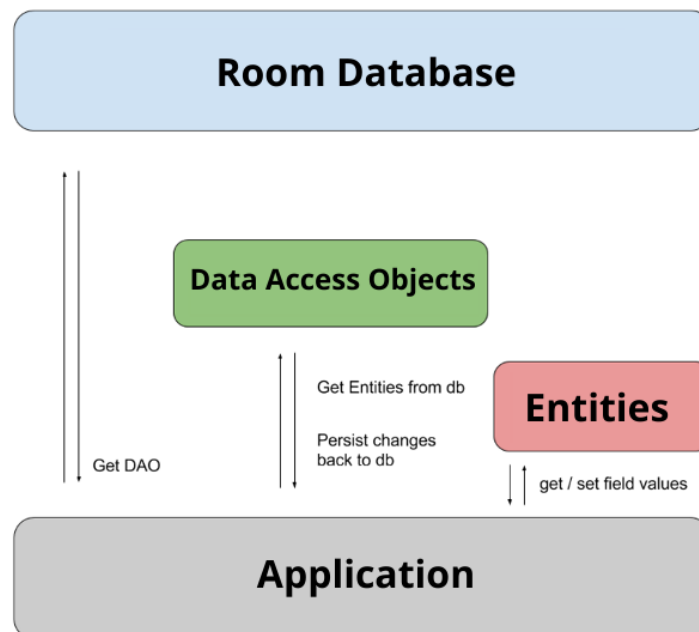 Room Database
Data Access Objects
Get Entities from db
Persist changes
back to db
Entities
Get DAO
get / set field values
Application